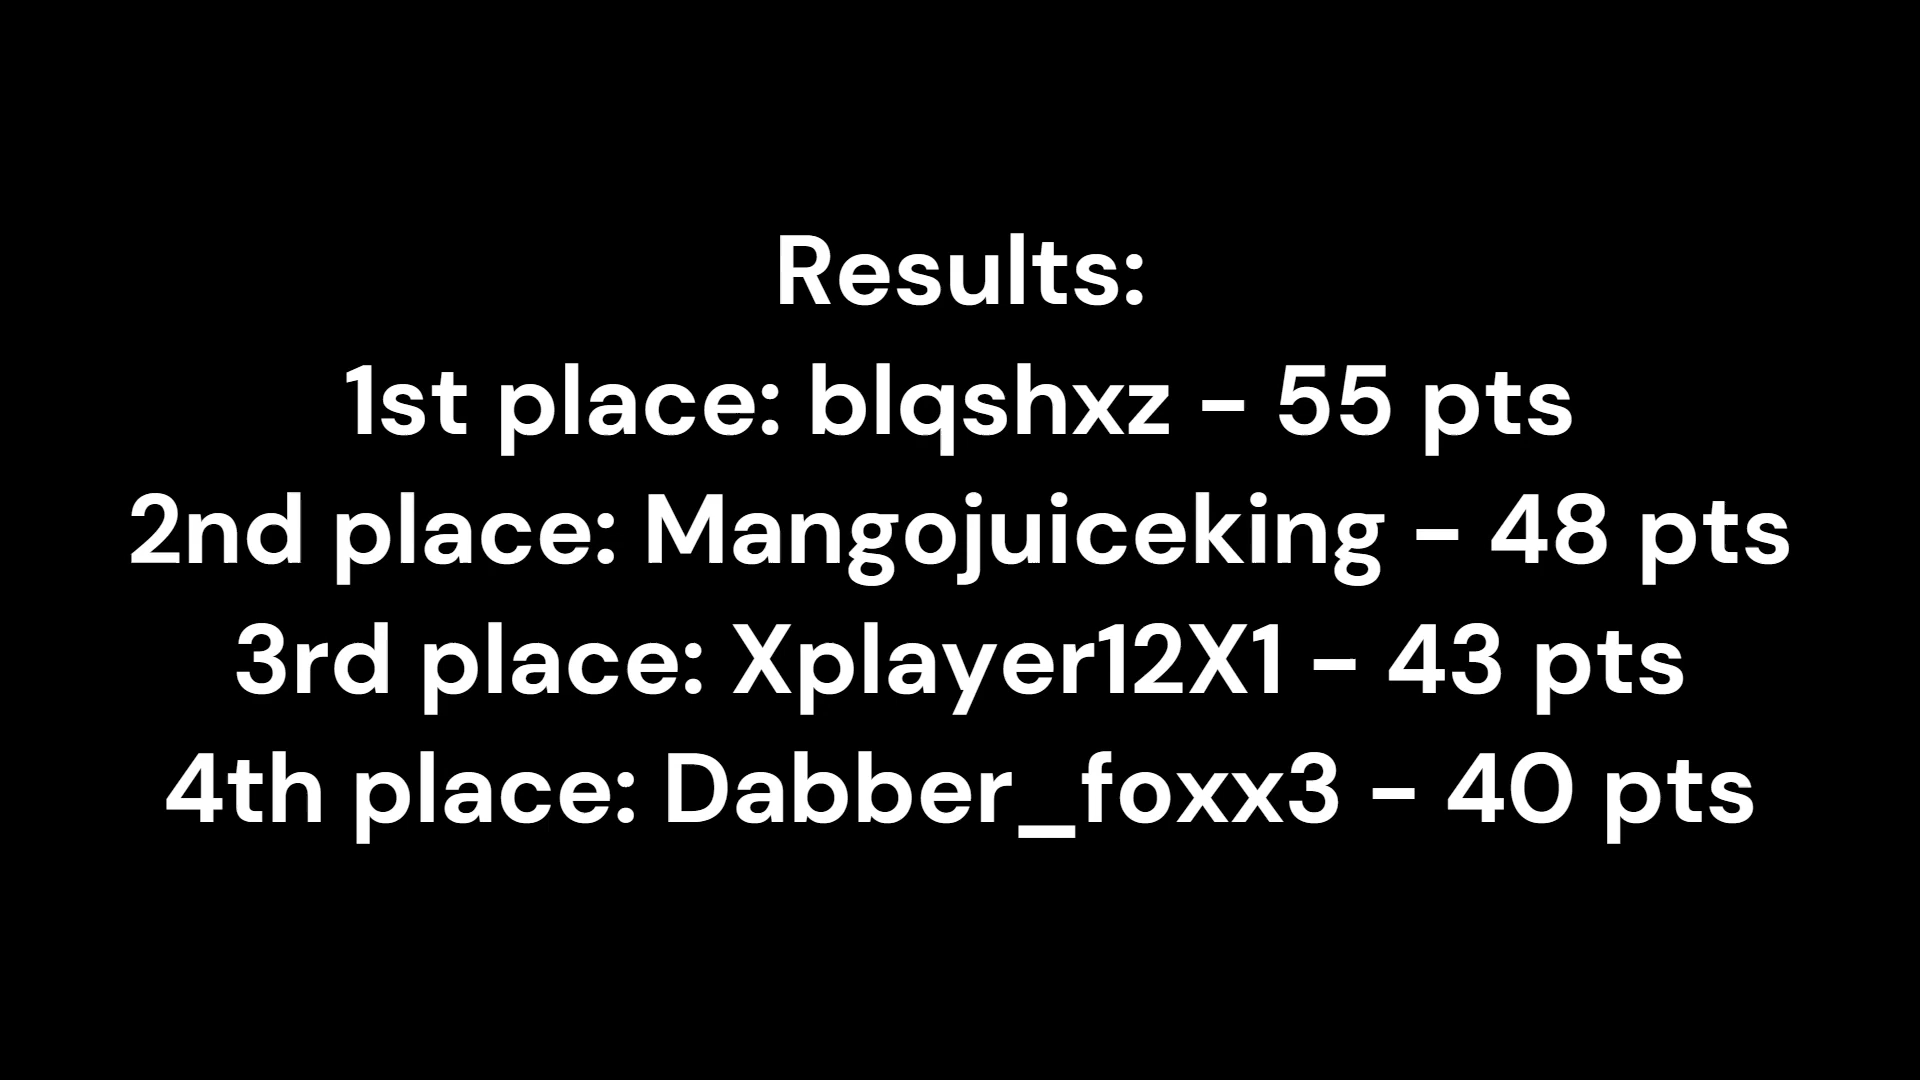 Results:
1st place: blqshxz - 55 pts
2nd place: Mangojuiceking - 48 pts
3rd place: Xplayer12X1 - 43 pts
4th place: Dabber_foxx3 - 40 pts